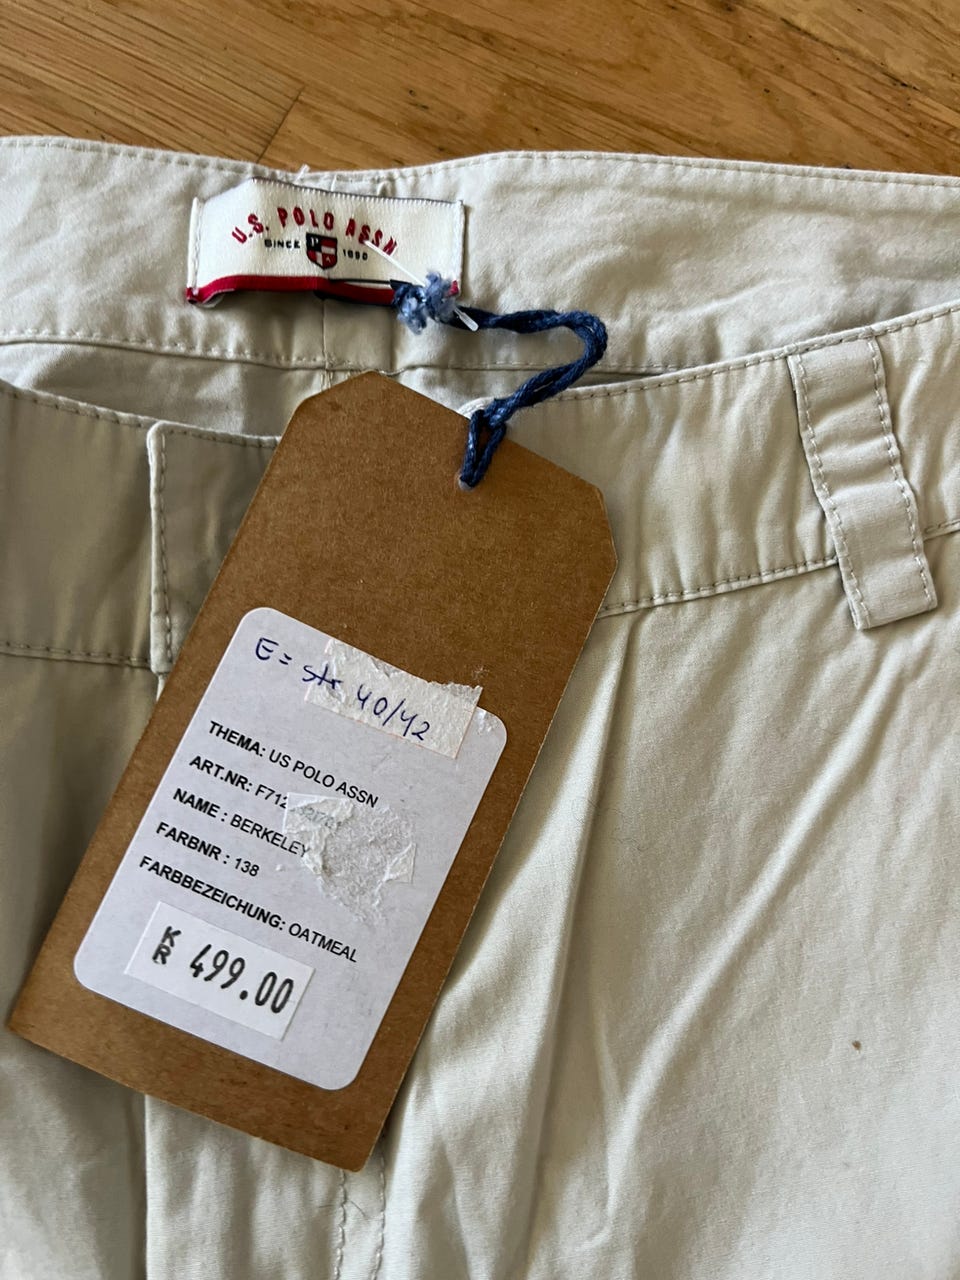 U.S. POLO ASSN
SINCE 1890
E= str 40/42
THEMA: US POLO ASSN
ART.NR: F712
NAME : BERKELEY
FARBNR : 138
FARBBEZEICHUNG: OATMEAL
KR 499.00